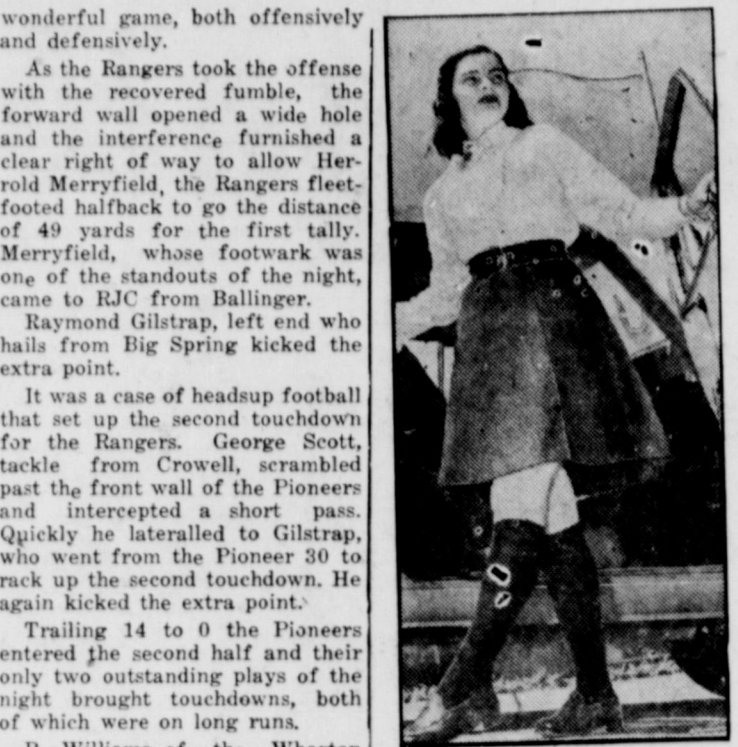 wonderful game, both offensively
and defensively.
As the Rangers took the offense
with the recovered fumble, the
forward wall opened a wide hole
and the interference furnished a
clear right of way to allow Her-
rold Merryfield, the Rangers fleet-
footed halfback to go the distance
of 49 yards for the first tally.
Merryfield, whose footwark was
one of the standouts of the night,
came to RJC from Ballinger.
Raymond Gilstrap, left end who
hails from Big Spring kicked the
extra point.
It was a case of headsup football
that set up the second touchdown
for the Rangers. George Scott,
tackle from Crowell, scrambled
past the front wall of the Pioneers
and intercepted a short pass.
Quickly he lateralled to Gilstrap,
who went from the Pioneer 30 to
rack up the second touchdown. He
again kicked the extra point.
Trailing 14 to 0 the Pioneers
entered the second half and their
only two outstanding plays of the
night brought touchdowns, both
of which were on long runs.
Williams of the Wharton